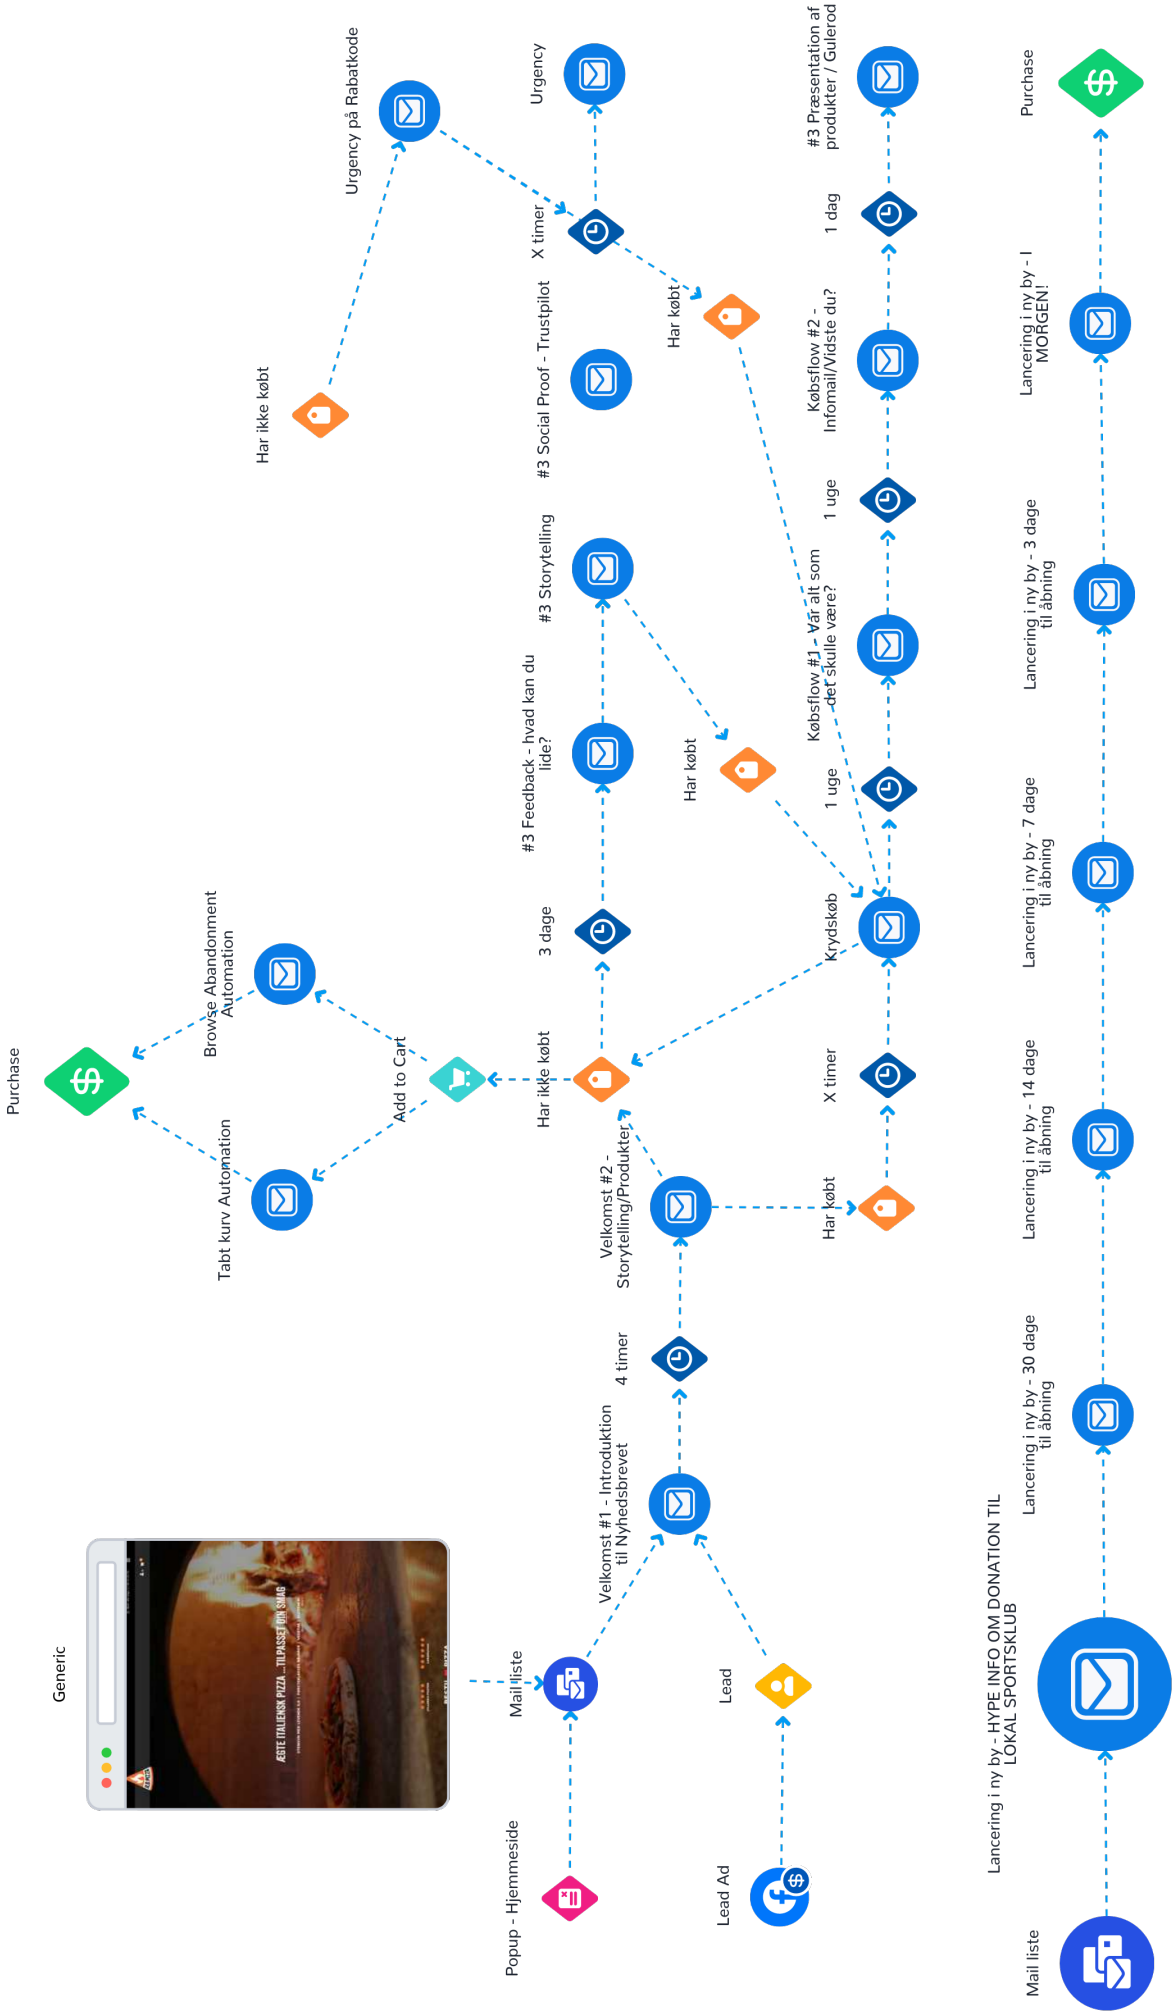 Generic
ÆGTE ITALIENSK PIZZA ...TILPASSET DIN SMAG
Popup - Hjemmeside
Mail liste
Lead Ad
Lead
Velkomst #1 - Introduktion
til Nyhedsbrevet
4 timer
Velkomst #2 -
Storytelling/Produkter
Purchase
Tabt kurv Automation
Browse Abandonment
Automation
Add to Cart
Har ikke købt
3 dage
#3 Feedback - hvad kan du
lide?
#3 Storytelling
#3 Social Proof - Trustpilot
Har ikke købt
Urgency på Rabatkode
X timer
Urgency
Har købt
Har købt
Har købt
X timer
Krydskøb
1 uge
Købsflow #1 - Var alt som
det skulle være?
1 uge
Købsflow #2 -
Infomail/Vidste du?
1 dag
#3 Præsentation af
produkter / Gulerod
Mail liste
Lancering i ny by - HYPE INFO OM DONATION TIL
LOKAL SPORTSKLUB
Lancering i ny by - 30 dage
til åbning
Lancering i ny by - 14 dage
til åbning
Lancering i ny by - 7 dage
til åbning
Lancering i ny by - 3 dage
til åbning
Lancering i ny by - I
MORGEN!
Purchase